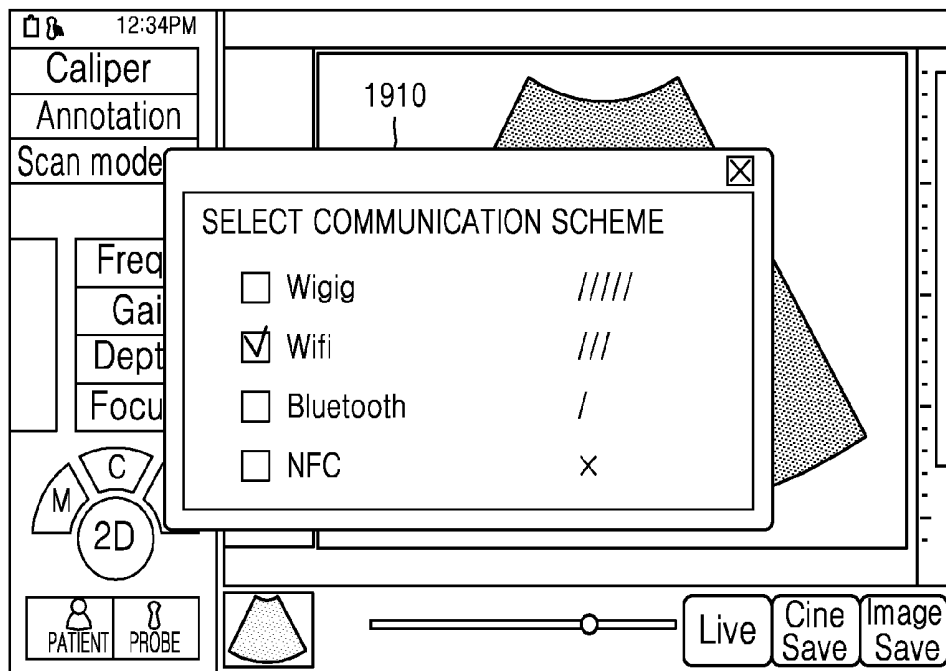 12:34PM
Caliper
Annotation
Scan mode
1910
SELECT COMMUNICATION SCHEME
Wigig /////
Wifi ///
Bluetooth /
NFC ×
Freq
Gai
Dept
Focu
C
M
2D
PATIENT
PROBE
Live
Cine Save
Image Save